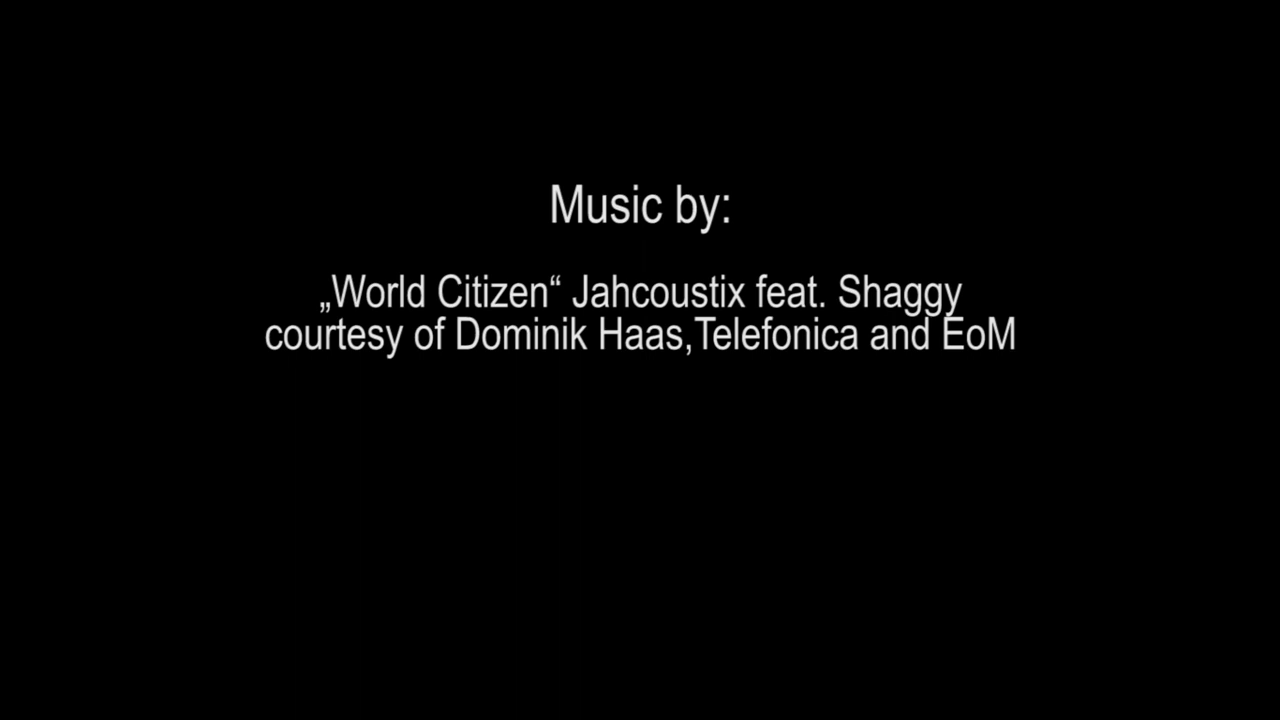 Music by:
„World Citizen“ Jahcoustix feat. Shaggy
courtesy of Dominik Haas,Telefonica and EoM